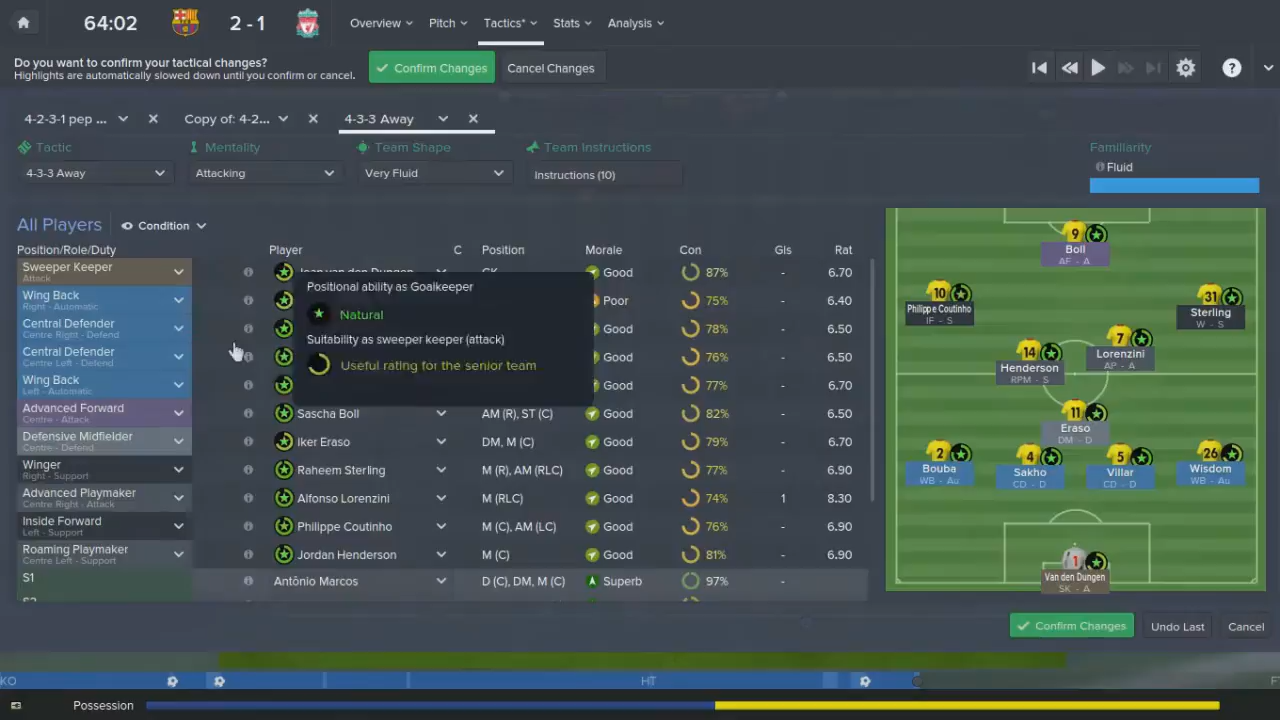 64:02 2 - 1 Overview Pitch Tactics* Stats Analysis
Do you want to confirm your tactical changes?
Highlights are automatically slowed down until you confirm or cancel.
Confirm Changes Cancel Changes ?
4-2-3-1 pep ... Copy of: 4-2... 4-3-3 Away
Tactic Mentality Team Shape Team Instructions Familiarity
4-3-3 Away Attacking Very Fluid Instructions (10) Fluid
All Players Condition
Position/Role/Duty Player C Position Morale Con Gls Rat
Sweeper Keeper
Attack
Joan van den Dungen GK Good 87% - 6.70
Positional ability as Goalkeeper
Natural
Suitability as sweeper keeper (attack)
Useful rating for the senior team
Wing Back
Right - Automatic
Poor 75% - 6.40
Central Defender
Centre Right - Defend
Good 78% - 6.50
Central Defender
Centre Left - Defend
Good 76% - 6.50
Wing Back
Left - Automatic
Good 77% - 6.70
Advanced Forward
Centre - Attack
Sascha Boll AM (R), ST (C) Good 82% - 6.50
Defensive Midfielder
Centre - Defend
Iker Eraso DM, M (C) Good 79% - 6.70
Winger
Right - Support
Raheem Sterling M (R), AM (RLC) Good 77% - 6.90
Advanced Playmaker
Centre Right - Attack
Alfonso Lorenzini M (RLC) Good 74% 1 8.30
Inside Forward
Left - Support
Philippe Coutinho M (C), AM (LC) Good 76% - 6.90
Roaming Playmaker
Centre Left - Support
Jordan Henderson M (C) Good 81% - 6.90
S1 Antônio Marcos D (C), DM, M (C) Superb 97% -
9
Boll
AF - A
10
Philippe Coutinho
IF - S
31
Sterling
W - S
14
Henderson
RPM - S
7
Lorenzini
AP - A
11
Eraso
DM - D
2
Bouba
WB - Au
4
Sakho
CD - D
5
Villar
CD - D
26
Wisdom
WB - Au
1
Van den Dungen
SK - A
Confirm Changes Undo Last Cancel
KO HT
Possession